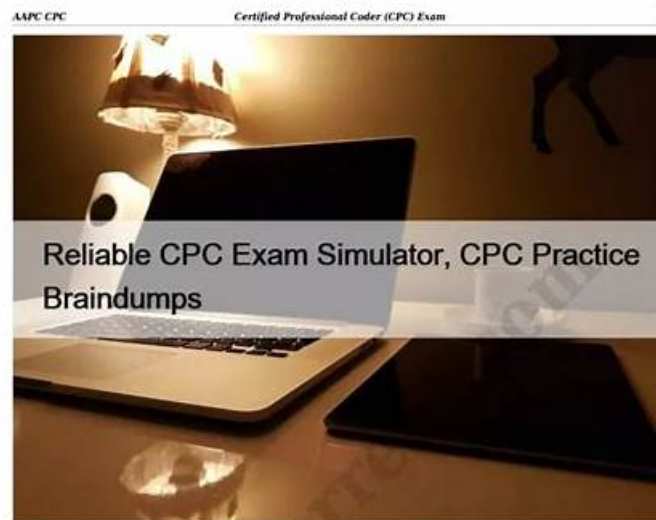 AAPC CPC Certified Professional Coder (CPC) Exam
Reliable CPC Exam Simulator, CPC Practice
Braindumps